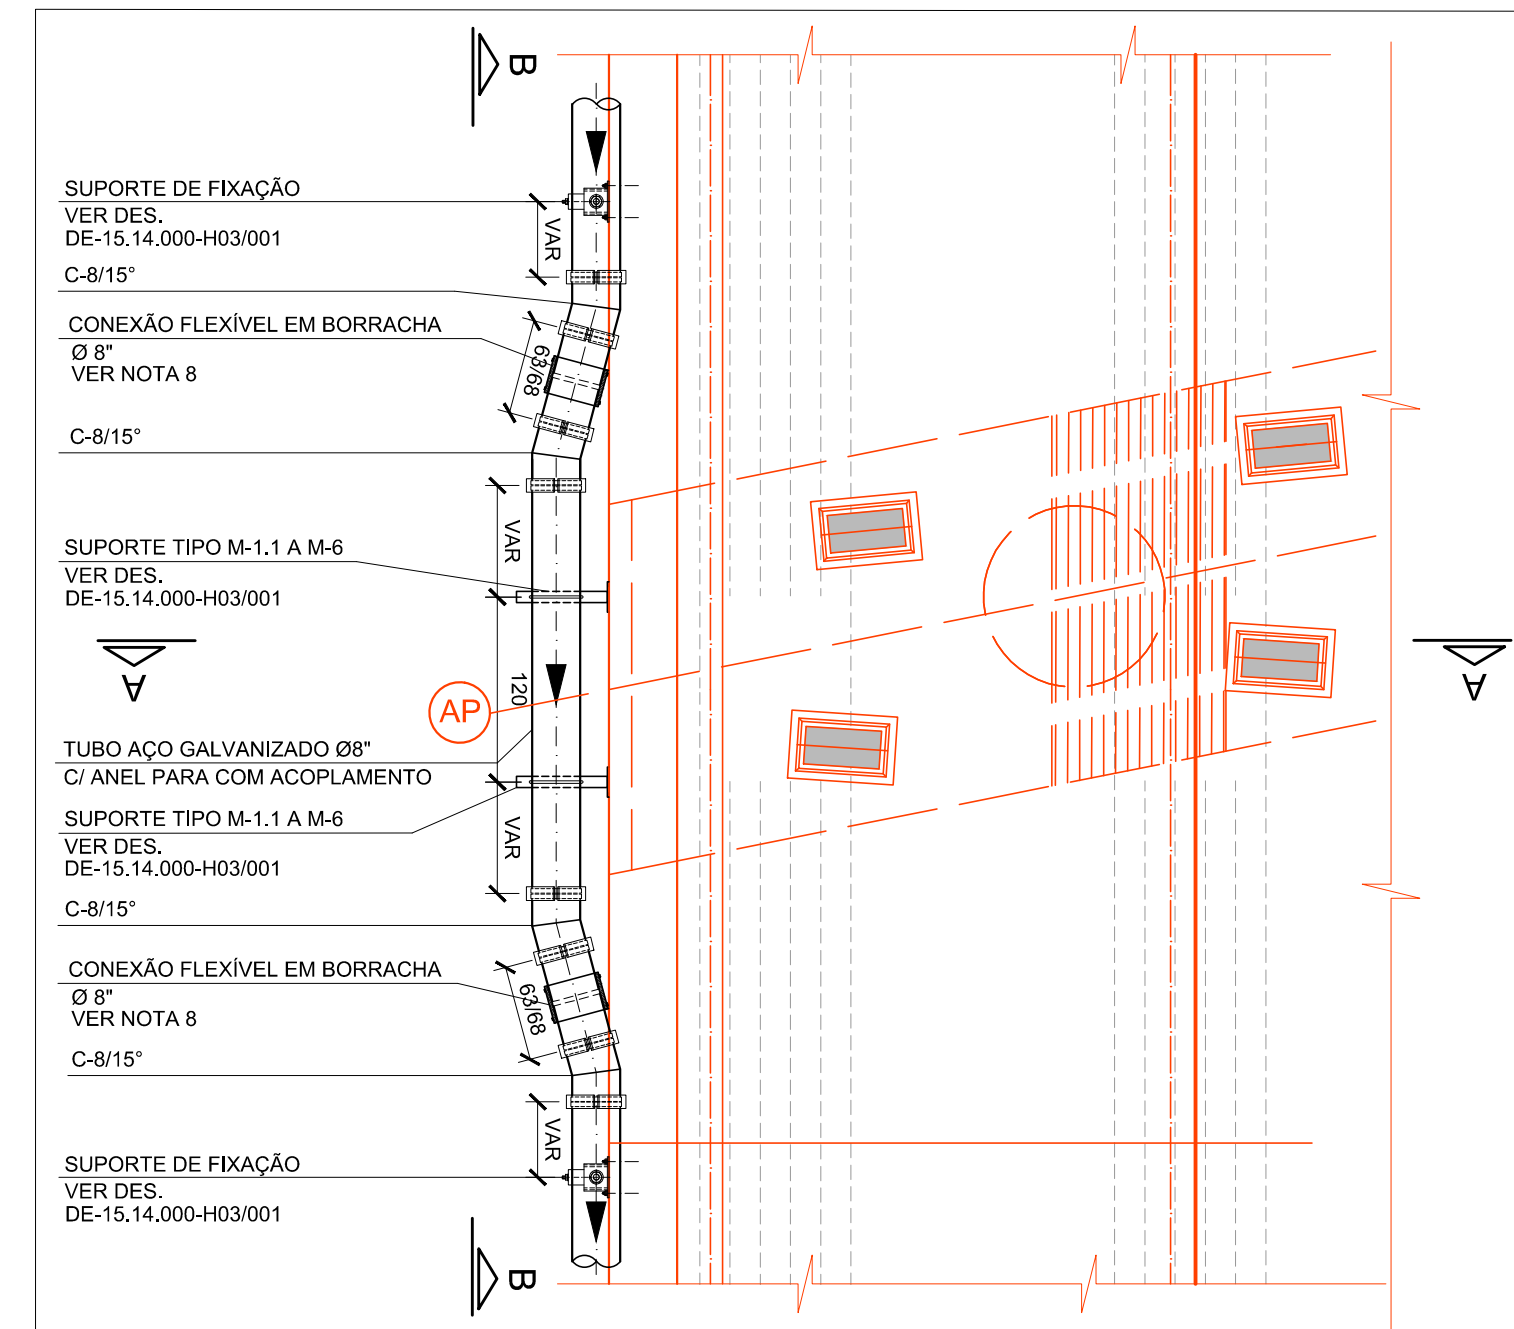 B
SUPORTE DE FIXAÇÃO
VER DES.
DE-15.14.000-H03/001
VAR
C-8/15°
CONEXÃO FLEXÍVEL EM BORRACHA
Ø 8"
VER NOTA 8
63/68
C-8/15°
VAR
SUPORTE TIPO M-1.1 A M-6
VER DES.
DE-15.14.000-H03/001
A
A
120
AP
TUBO AÇO GALVANIZADO Ø8"
C/ ANEL PARA COM ACOPLAMENTO
SUPORTE TIPO M-1.1 A M-6
VER DES.
DE-15.14.000-H03/001
VAR
C-8/15°
CONEXÃO FLEXÍVEL EM BORRACHA
Ø 8"
VER NOTA 8
63/68
C-8/15°
VAR
SUPORTE DE FIXAÇÃO
VER DES.
DE-15.14.000-H03/001
B